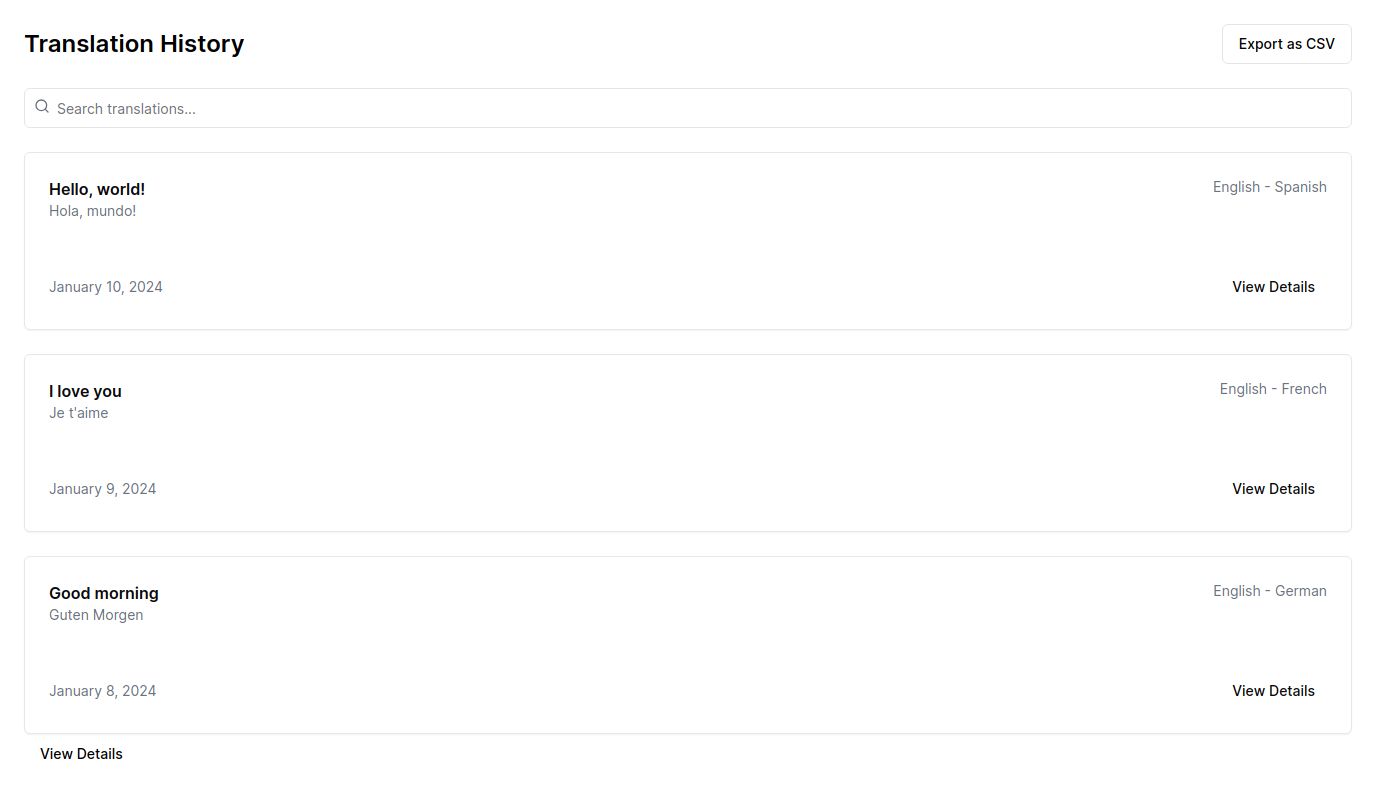 Translation History
Export as CSV
Search translations...
Hello, world!
English - Spanish
Hola, mundo!
January 10, 2024
View Details
I love you
English - French
Je t'aime
January 9, 2024
View Details
Good morning
English - German
Guten Morgen
January 8, 2024
View Details
View Details